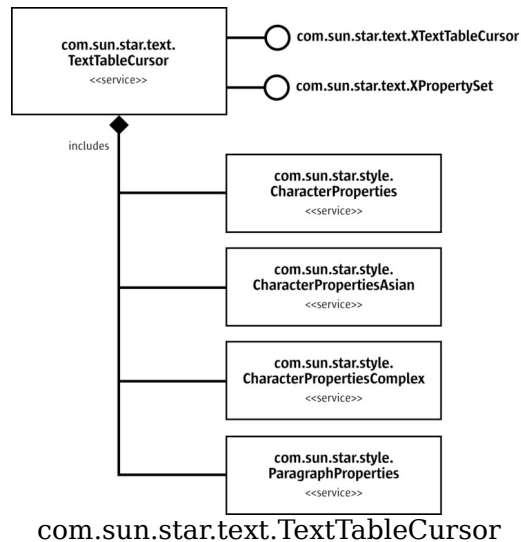 com.sun.star.text.
TextTableCursor
<<service>>
com.sun.star.text.XTextTableCursor
com.sun.star.text.XPropertySet
includes
com.sun.star.style.
CharacterProperties
<<service>>
com.sun.star.style.
CharacterPropertiesAsian
<<service>>
com.sun.star.style.
CharacterPropertiesComplex
<<service>>
com.sun.star.style.
ParagraphProperties
<<service>>
com.sun.star.text.TextTableCursor